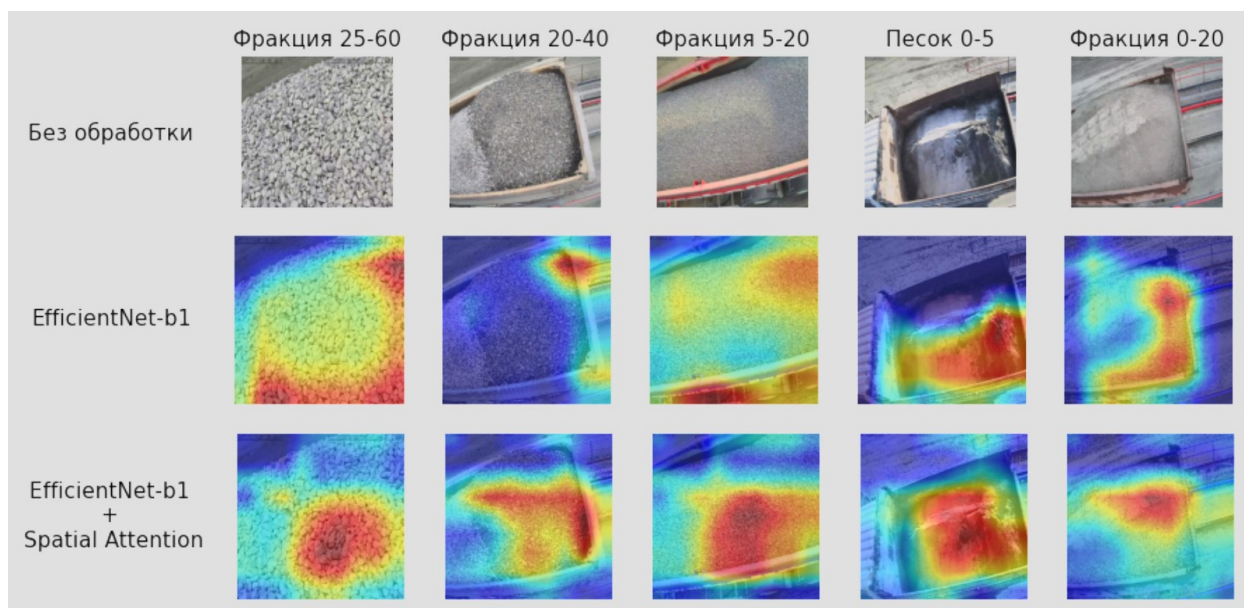 Фракция 25-60 Фракция 20-40 Фракция 5-20 Песок 0-5 Фракция 0-20
Без обработки
EfficientNet-b1
EfficientNet-b1
+
Spatial Attention